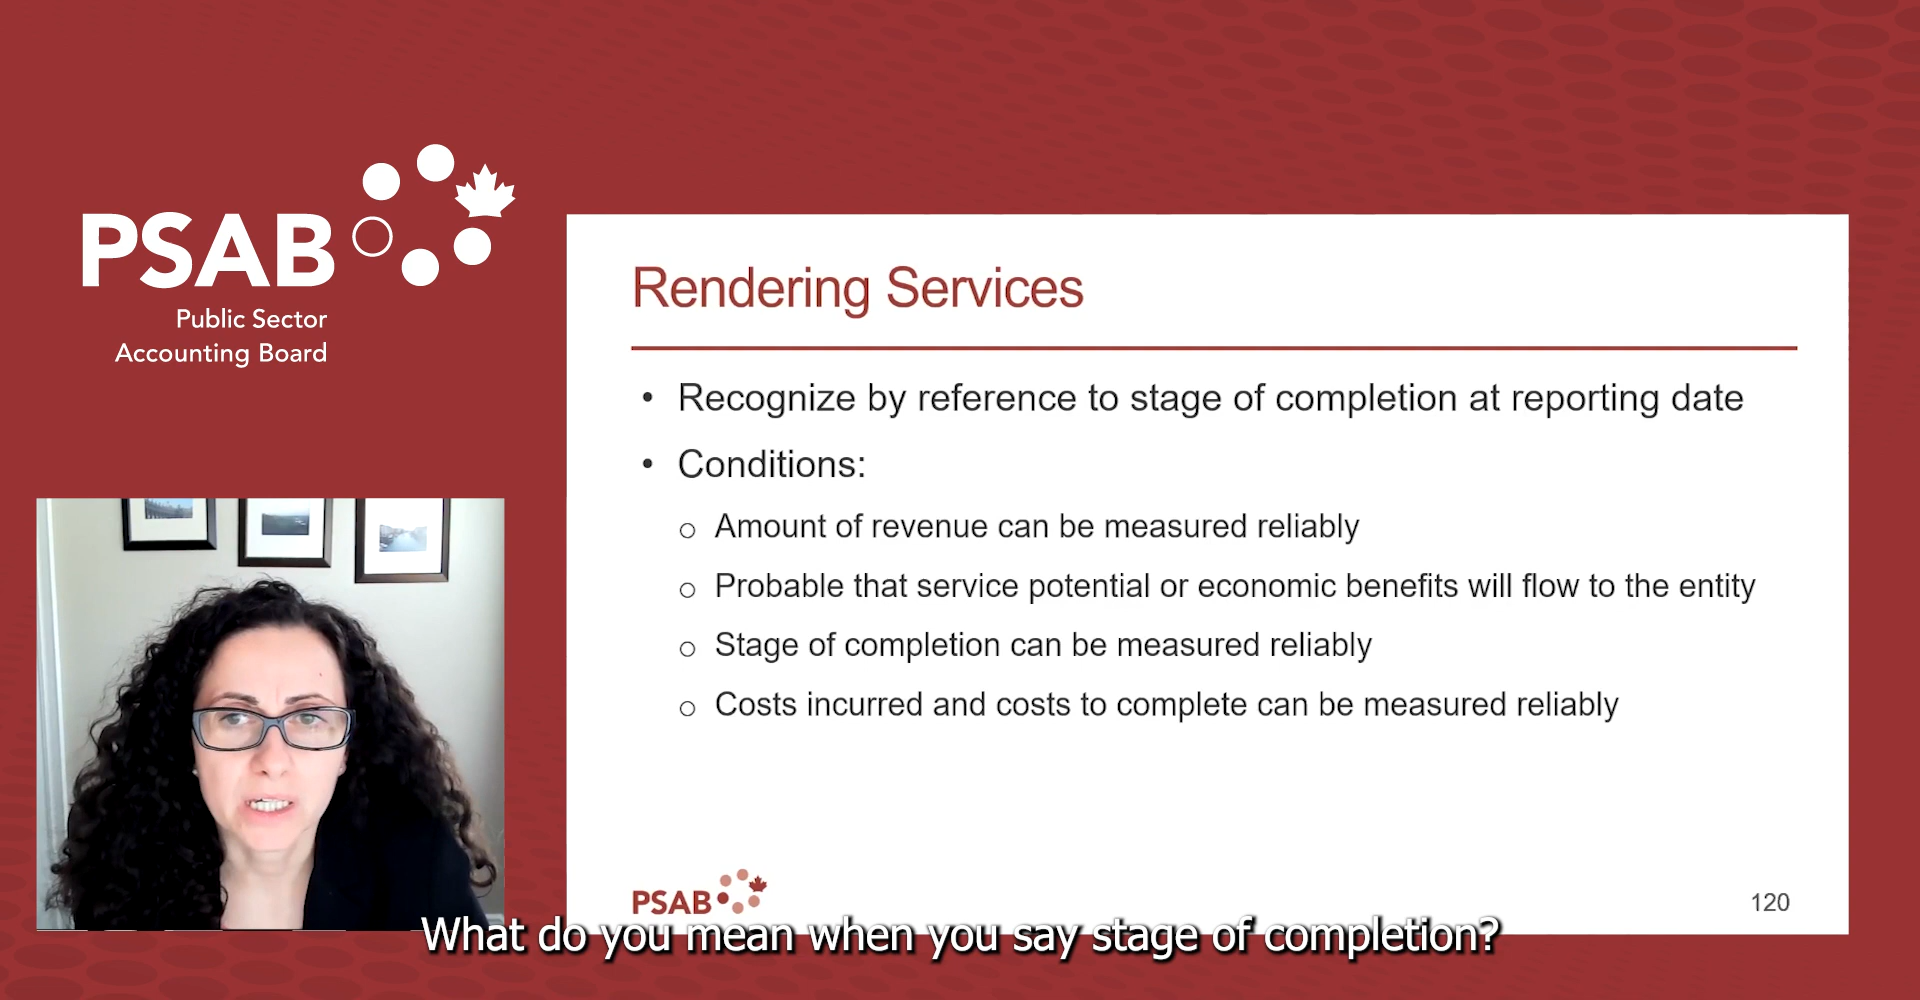 PSAB
Public Sector
Accounting Board
Rendering Services
• Recognize by reference to stage of completion at reporting date
• Conditions:
o Amount of revenue can be measured reliably
o Probable that service potential or economic benefits will flow to the entity
o Stage of completion can be measured reliably
o Costs incurred and costs to complete can be measured reliably
PSAB
120
What do you mean when you say stage of completion?